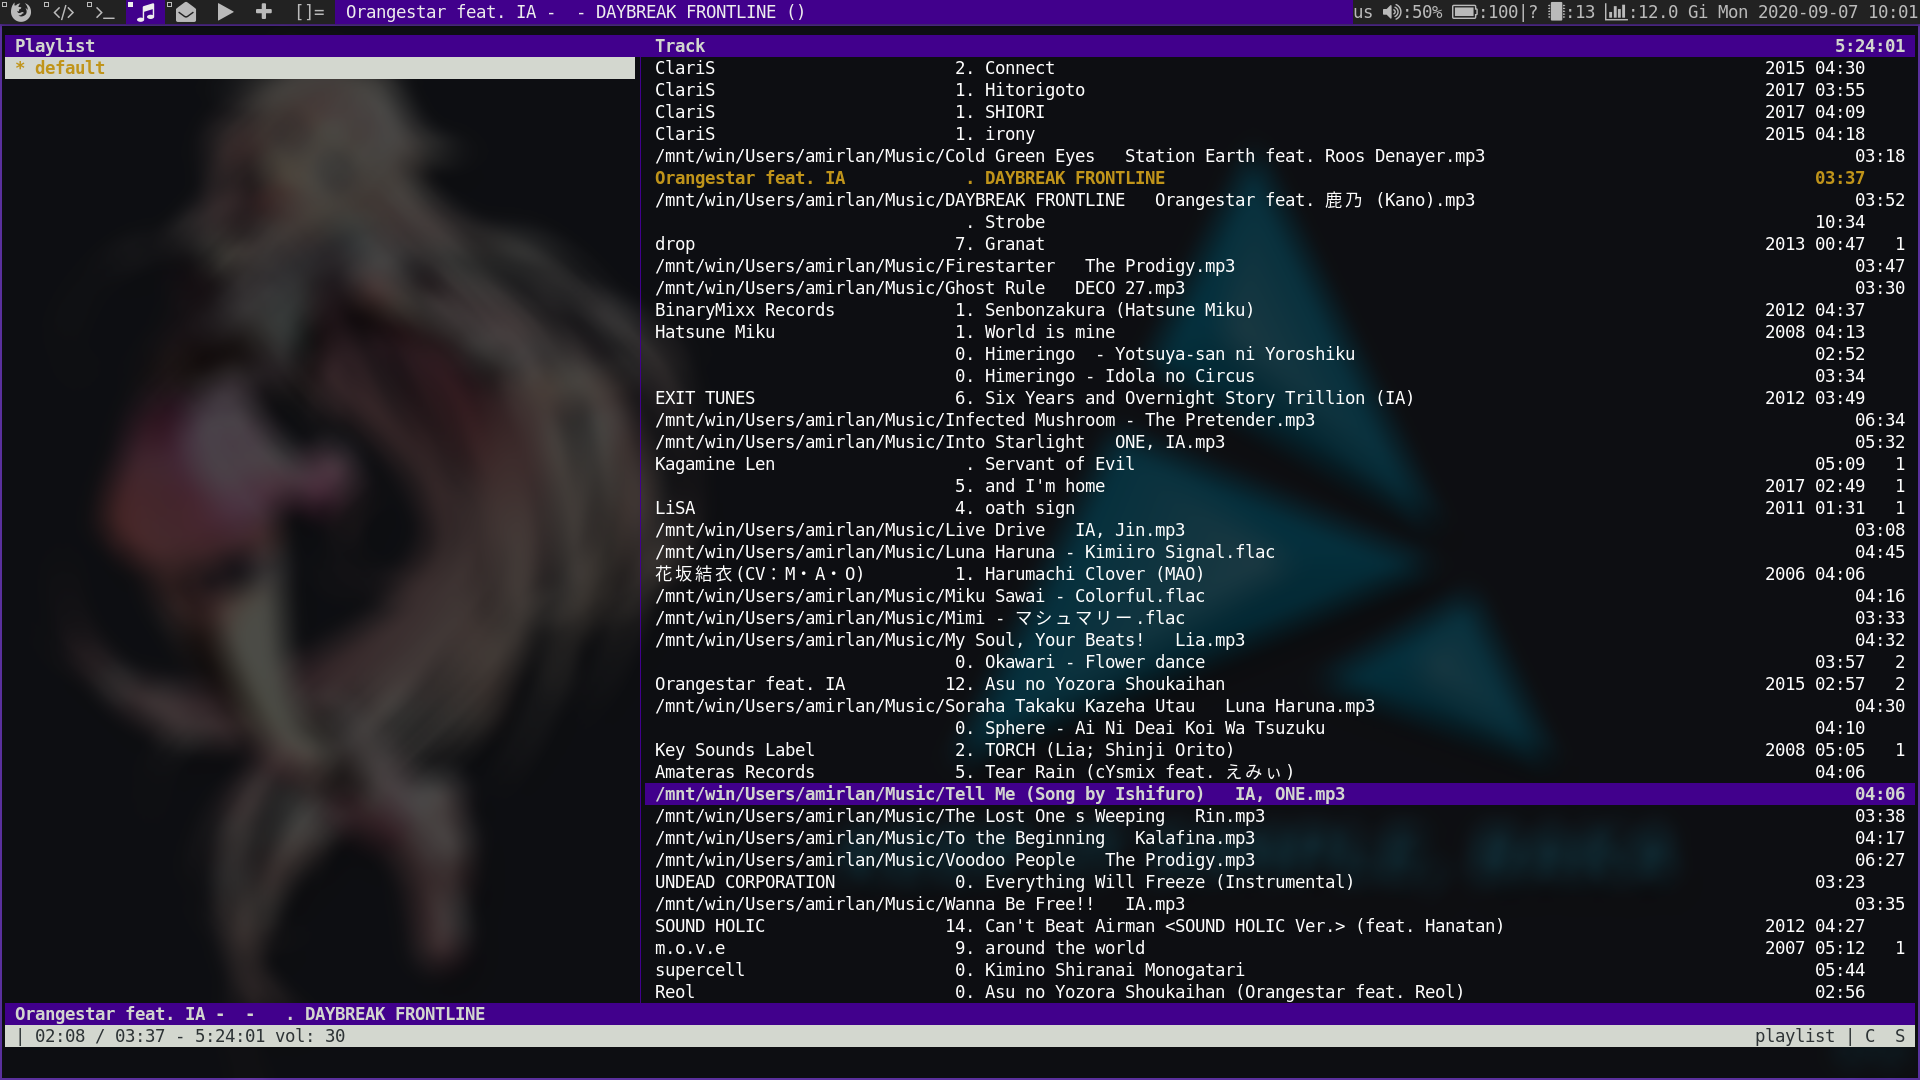 []= Orangestar feat. IA -  - DAYBREAK FRONTLINE () us :50% :100|? :13 :12.0 Gi Mon 2020-09-07 10:01
Playlist Track 5:24:01
* default
ClariS 2. Connect 2015 04:30
ClariS 1. Hitorigoto 2017 03:55
ClariS 1. SHIORI 2017 04:09
ClariS 1. irony 2015 04:18
/mnt/win/Users/amirlan/Music/Cold Green Eyes   Station Earth feat. Roos Denayer.mp3 03:18
Orangestar feat. IA . DAYBREAK FRONTLINE 03:37
/mnt/win/Users/amirlan/Music/DAYBREAK FRONTLINE   Orangestar feat. 鹿乃 (Kano).mp3 03:52
. Strobe 10:34
drop 7. Granat 2013 00:47 1
/mnt/win/Users/amirlan/Music/Firestarter   The Prodigy.mp3 03:47
/mnt/win/Users/amirlan/Music/Ghost Rule   DECO 27.mp3 03:30
BinaryMixx Records 1. Senbonzakura (Hatsune Miku) 2012 04:37
Hatsune Miku 1. World is mine 2008 04:13
0. Himeringo  - Yotsuya-san ni Yoroshiku 02:52
0. Himeringo - Idola no Circus 03:34
EXIT TUNES 6. Six Years and Overnight Story Trillion (IA) 2012 03:49
/mnt/win/Users/amirlan/Music/Infected Mushroom - The Pretender.mp3 06:34
/mnt/win/Users/amirlan/Music/Into Starlight   ONE, IA.mp3 05:32
Kagamine Len . Servant of Evil 05:09 1
5. and I'm home 2017 02:49 1
LiSA 4. oath sign 2011 01:31 1
/mnt/win/Users/amirlan/Music/Live Drive   IA, Jin.mp3 03:08
/mnt/win/Users/amirlan/Music/Luna Haruna - Kimiiro Signal.flac 04:45
花坂結衣(CV：M・A・O) 1. Harumachi Clover (MAO) 2006 04:06
/mnt/win/Users/amirlan/Music/Miku Sawai - Colorful.flac 04:16
/mnt/win/Users/amirlan/Music/Mimi - マシュマリー.flac 03:33
/mnt/win/Users/amirlan/Music/My Soul, Your Beats!   Lia.mp3 04:32
0. Okawari - Flower dance 03:57 2
Orangestar feat. IA 12. Asu no Yozora Shoukaihan 2015 02:57 2
/mnt/win/Users/amirlan/Music/Soraha Takaku Kazeha Utau   Luna Haruna.mp3 04:30
0. Sphere - Ai Ni Deai Koi Wa Tsuzuku 04:10
Key Sounds Label 2. TORCH (Lia; Shinji Orito) 2008 05:05 1
Amateras Records 5. Tear Rain (cYsmix feat. えみぃ) 04:06
/mnt/win/Users/amirlan/Music/Tell Me (Song by Ishifuro)   IA, ONE.mp3 04:06
/mnt/win/Users/amirlan/Music/The Lost One s Weeping   Rin.mp3 03:38
/mnt/win/Users/amirlan/Music/To the Beginning   Kalafina.mp3 04:17
/mnt/win/Users/amirlan/Music/Voodoo People   The Prodigy.mp3 06:27
UNDEAD CORPORATION 0. Everything Will Freeze (Instrumental) 03:23
/mnt/win/Users/amirlan/Music/Wanna Be Free!!   IA.mp3 03:35
SOUND HOLIC 14. Can't Beat Airman <SOUND HOLIC Ver.> (feat. Hanatan) 2012 04:27
m.o.v.e 9. around the world 2007 05:12 1
supercell 0. Kimino Shiranai Monogatari 05:44
Reol 0. Asu no Yozora Shoukaihan (Orangestar feat. Reol) 02:56
Orangestar feat. IA -  -   . DAYBREAK FRONTLINE
| 02:08 / 03:37 - 5:24:01 vol: 30 playlist | C  S